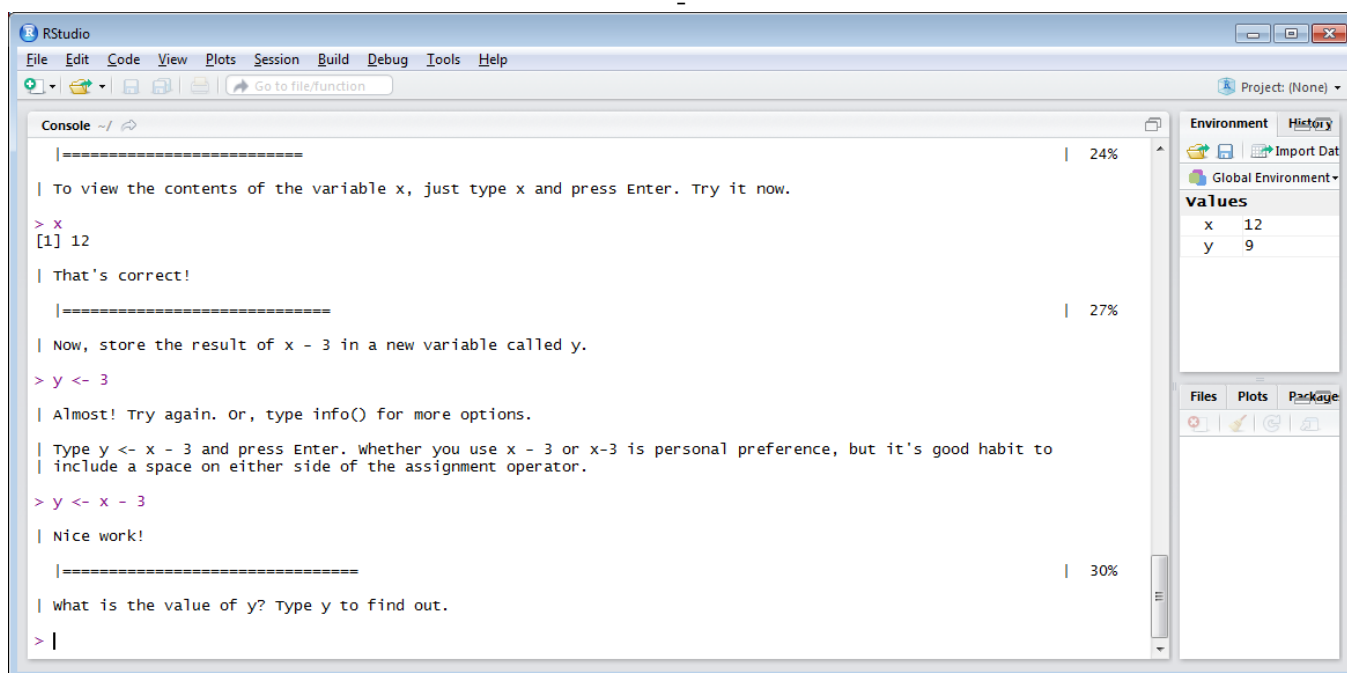 RStudio
File Edit Code View Plots Session Build Debug Tools Help
Go to file/function
Project: (None)
Console ~/
|========================== | 24%
| To view the contents of the variable x, just type x and press Enter. Try it now.
> x
[1] 12
| That's correct!
|============================= | 27%
| Now, store the result of x - 3 in a new variable called y.
> y <- 3
| Almost! Try again. Or, type info() for more options.
| Type y <- x - 3 and press Enter. Whether you use x - 3 or x-3 is personal preference, but it's good habit to
| include a space on either side of the assignment operator.
> y <- x - 3
| Nice work!
|================================ | 30%
| What is the value of y? Type y to find out.
>
Environment History
Import Dat
Global Environment
Values
x 12
y 9
Files Plots Package